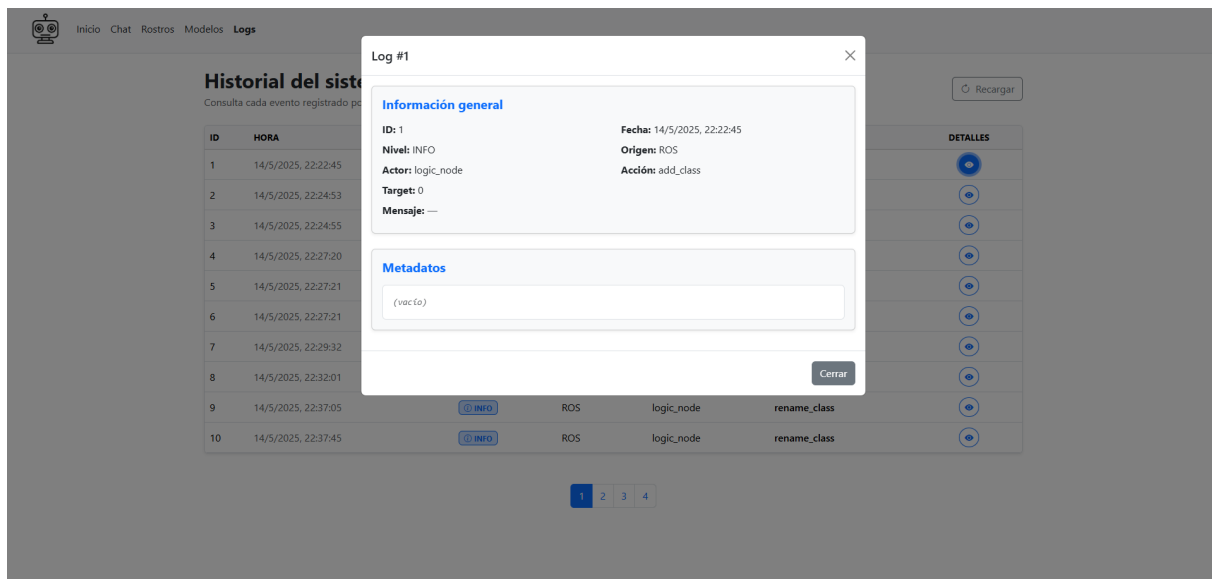 Inicio Chat Rostros Modelos Logs
Log #1
Historial del siste
Recargar
Consulta cada evento registrado po
Información general
ID: 1 Fecha: 14/5/2025, 22:22:45
Nivel: INFO Origen: ROS
Actor: logic_node Acción: add_class
Target: 0
Mensaje: —
Metadatos
(vacío)
Cerrar
ID HORA DETALLES
1 14/5/2025, 22:22:45
2 14/5/2025, 22:24:53
3 14/5/2025, 22:24:55
4 14/5/2025, 22:27:20
5 14/5/2025, 22:27:21
6 14/5/2025, 22:27:21
7 14/5/2025, 22:29:32
8 14/5/2025, 22:32:01
9 14/5/2025, 22:37:05 INFO ROS logic_node rename_class
10 14/5/2025, 22:37:45 INFO ROS logic_node rename_class
1 2 3 4